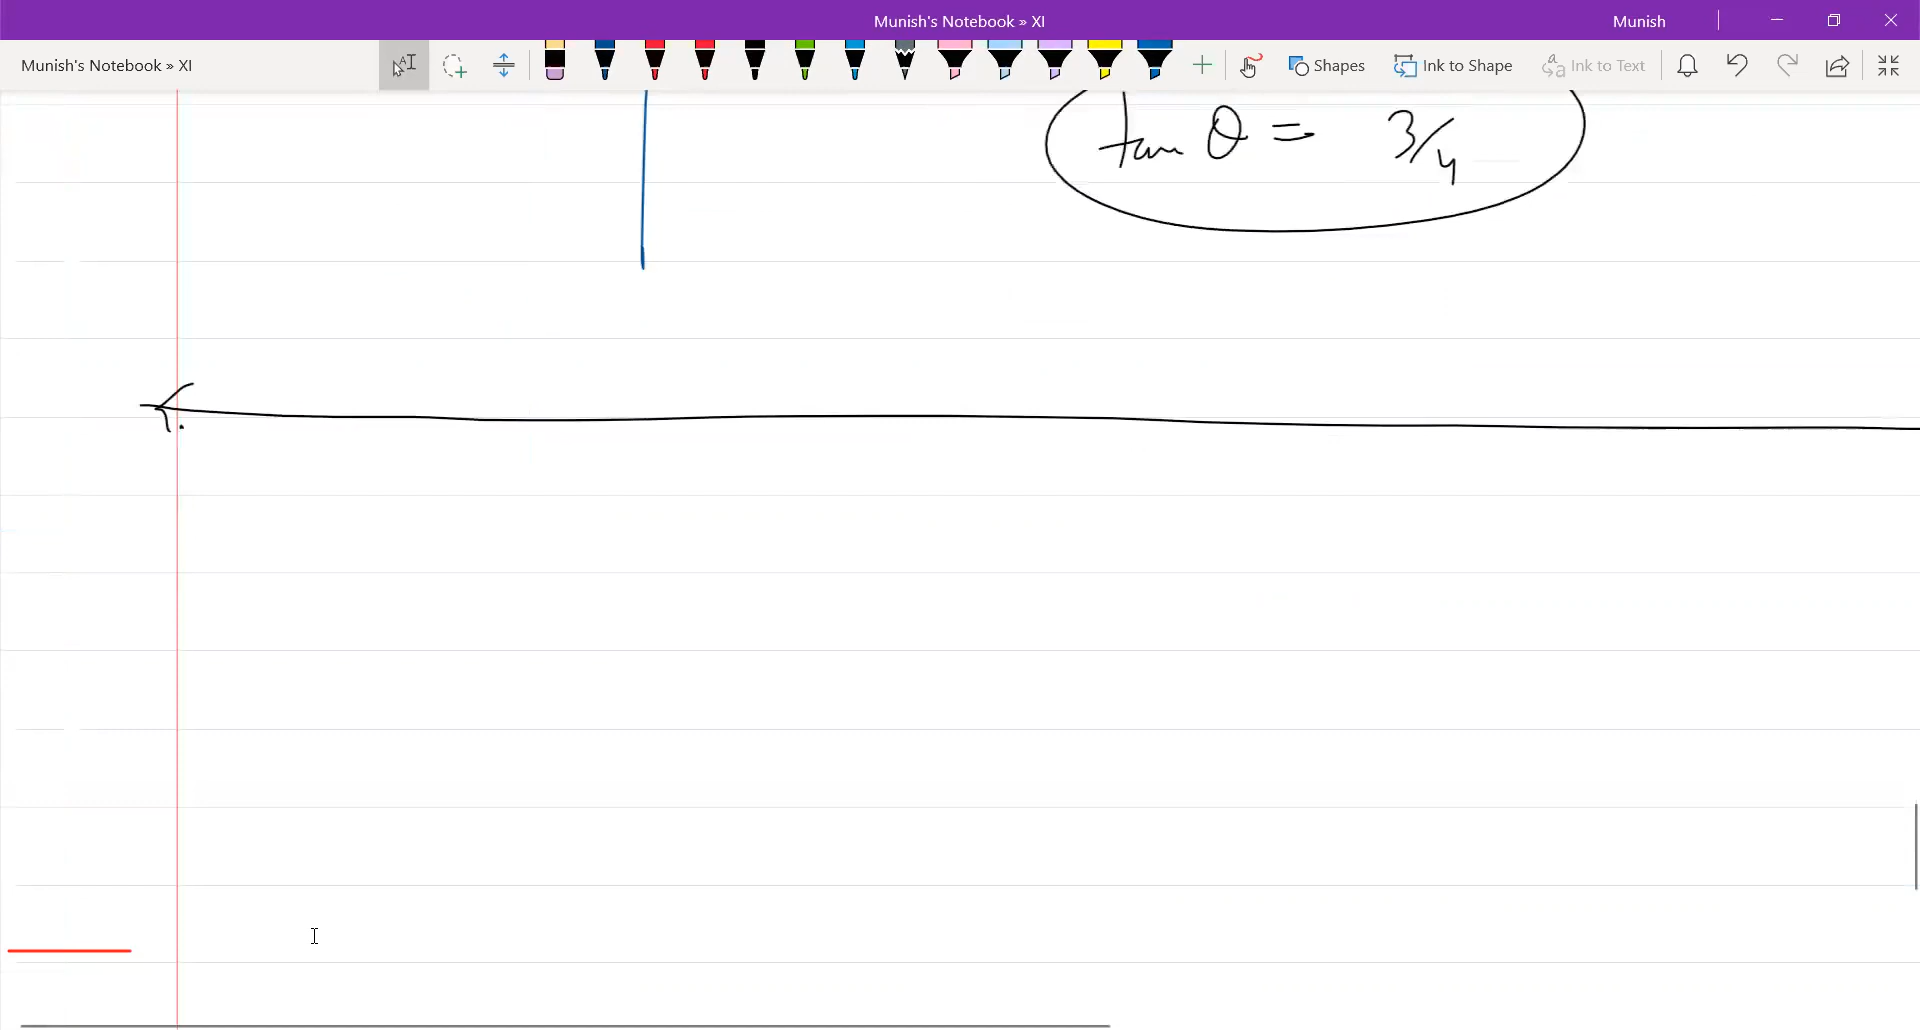 Munish's Notebook » XI
Munish
Munish's Notebook » XI
Shapes
Ink to Shape
Ink to Text
tan θ = 3/4